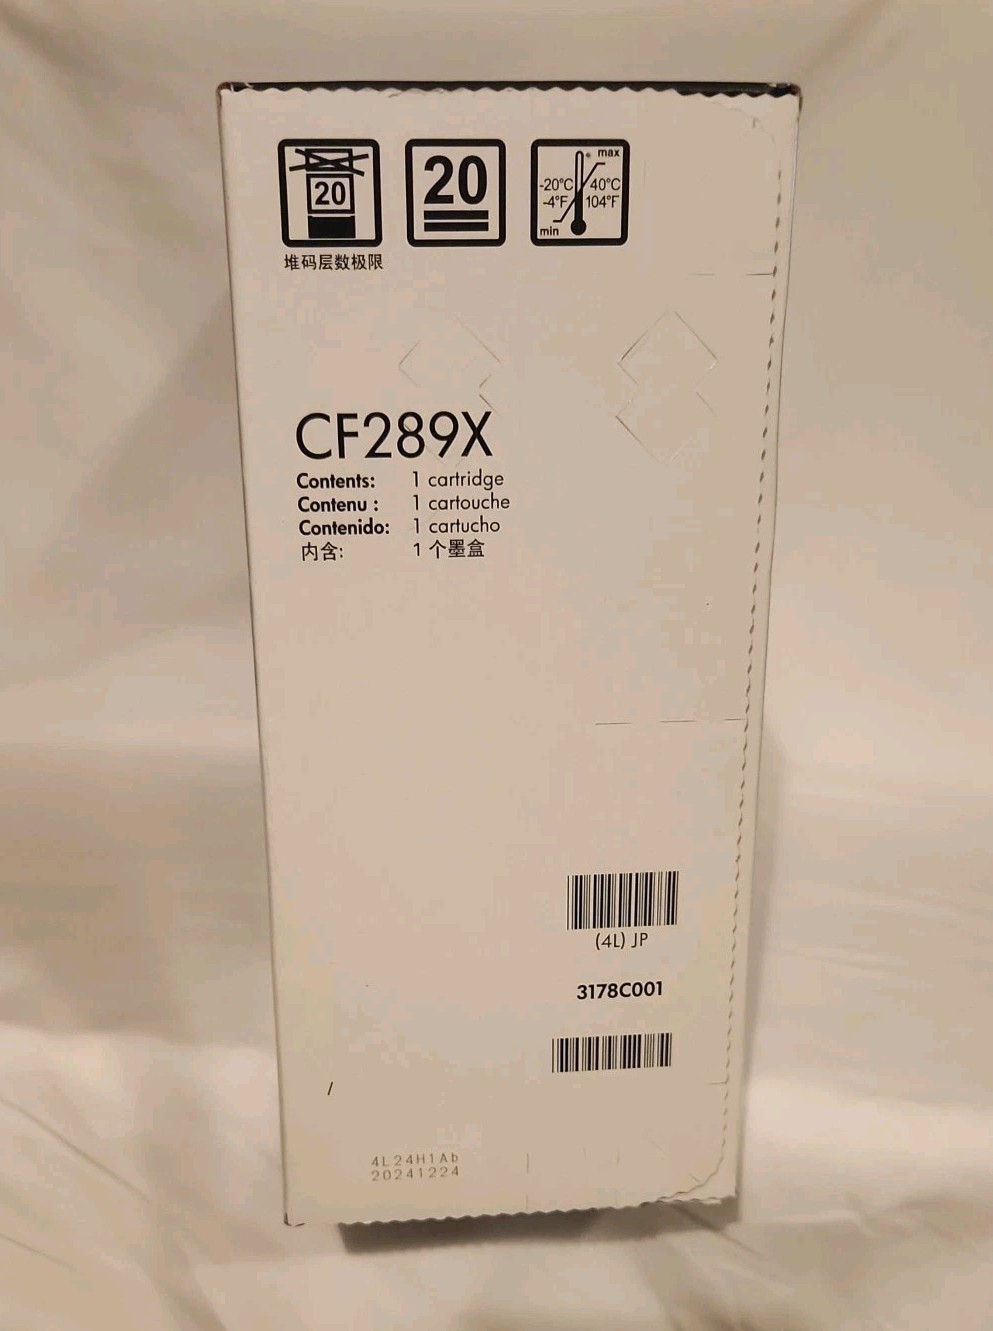 20
20
max
-20°C 40°C
-4°F 104°F
min
堆码层数极限
CF289X
Contents: 1 cartridge
Contenu : 1 cartouche
Contenido: 1 cartucho
内含: 1 个墨盒
(4L) JP
3178C001
/
4L24H1Ab
20241224